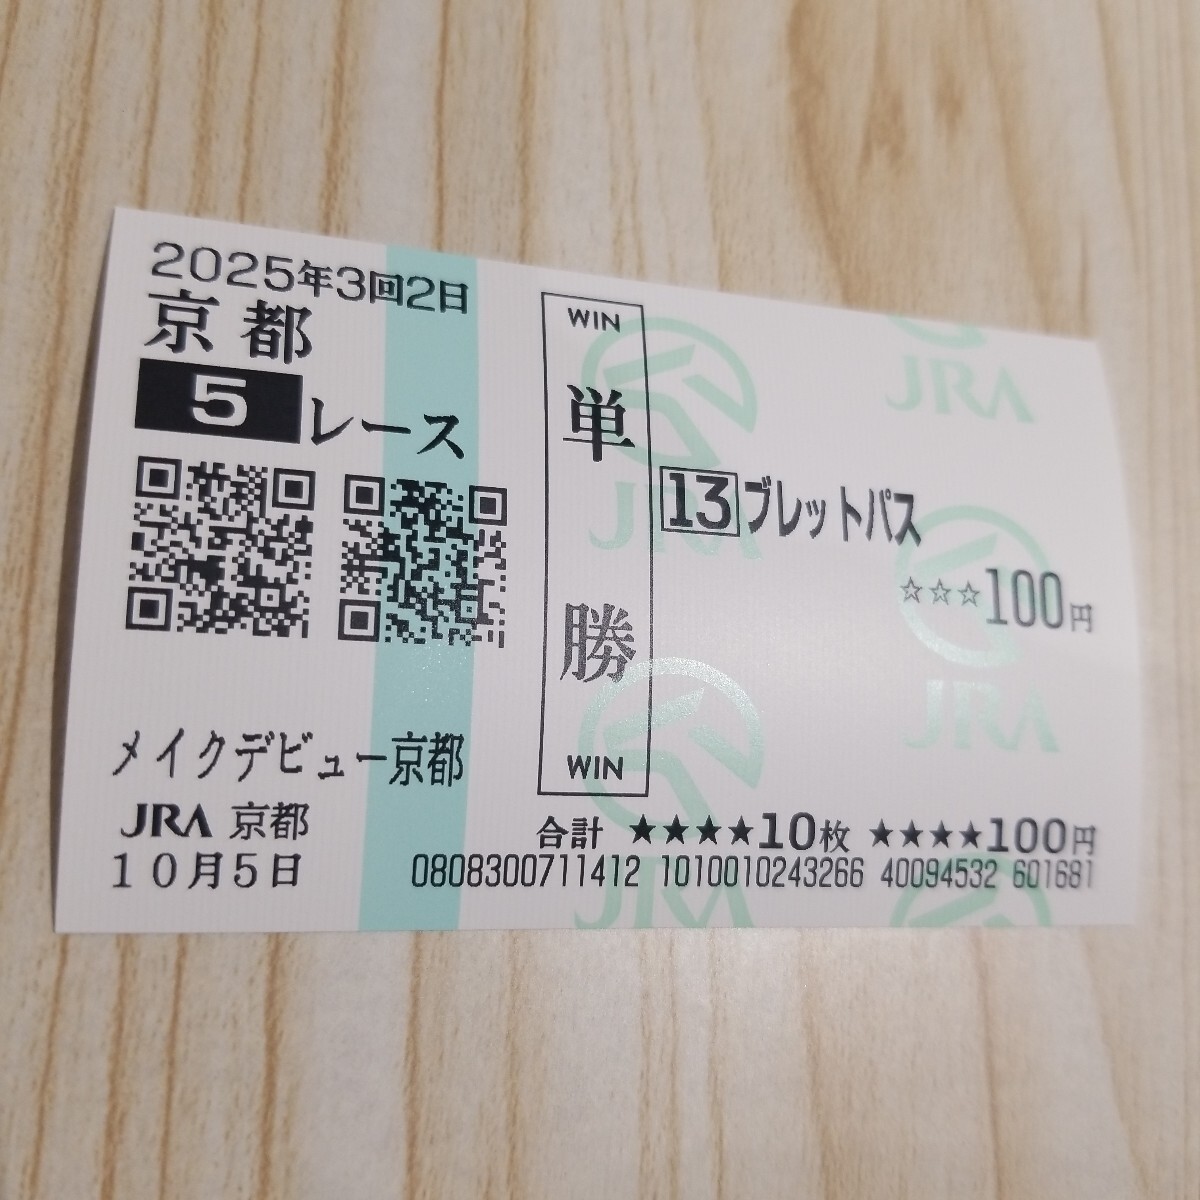 2025年3回2日
京都
5レース
メイクデビュー京都
JRA 京都
10月5日
WIN
単勝
WIN
13ブレットパス
☆☆☆100円
合計 ★★★★10枚 ★★★★100円
0808300711412 1010010243266 40094532 601681
JRA
JRA
JRA
JRA